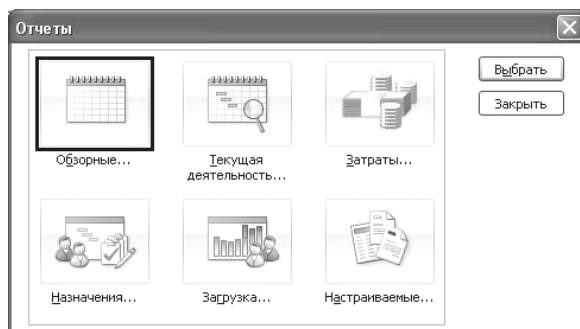 Отчеты
Выбрать
Закрыть
Обзорные...
Текущая
деятельность...
Затраты...
Назначения...
Загрузка...
Настраиваемые...